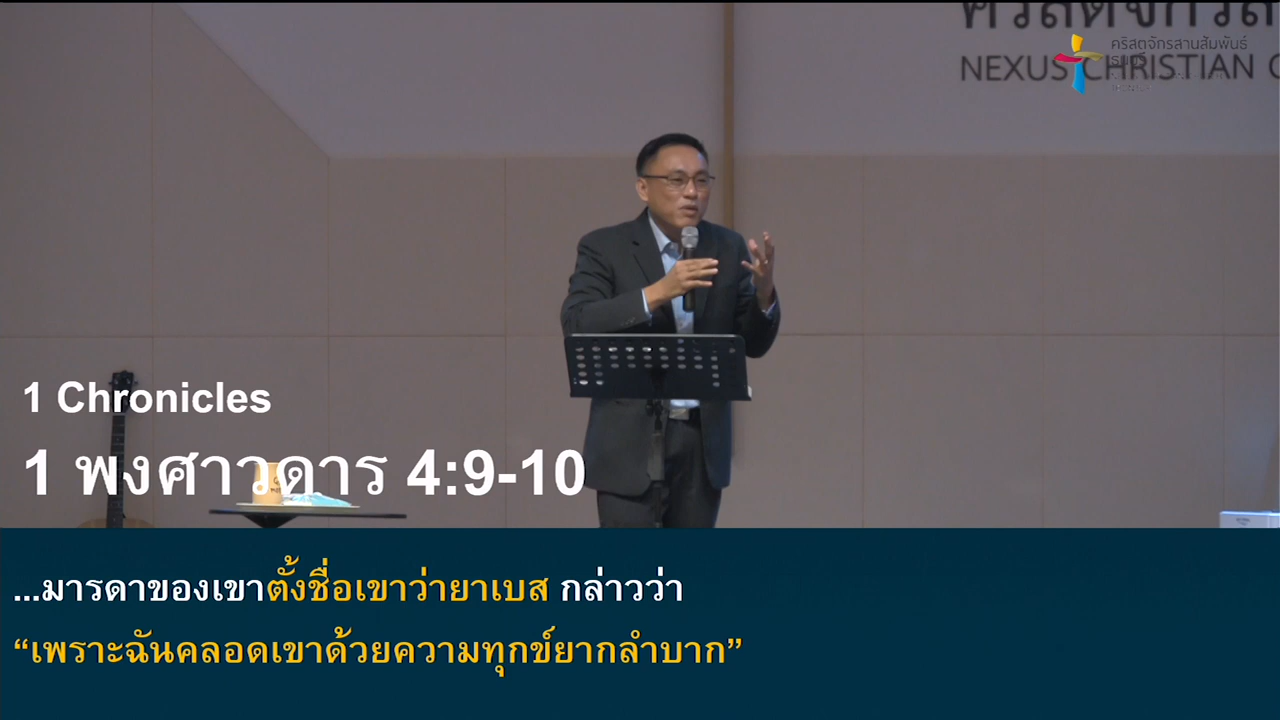 คริสตจักรสานสัมพันธ์
ธนบุรี
NEXUS CHRISTIAN
1 Chronicles
1 พงศาวดาร 4:9-10
...มารดาของเขาตั้งชื่อเขาว่ายาเบส กล่าวว่า
“เพราะฉันคลอดเขาด้วยความทุกข์ยากลำบาก”